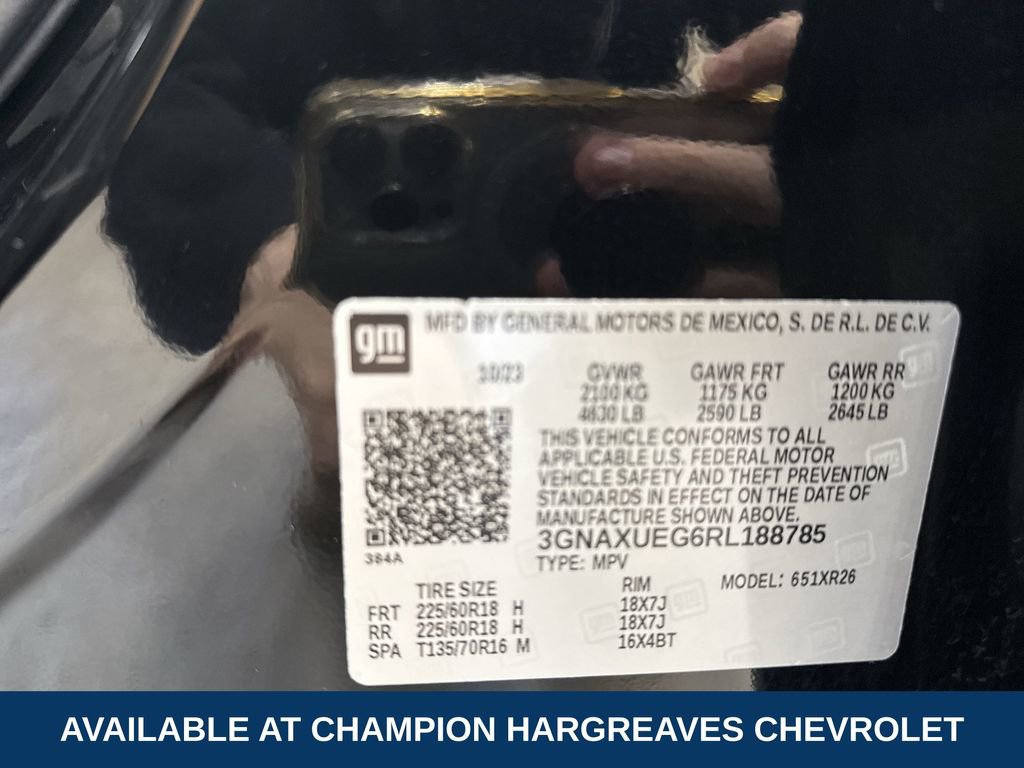 gm
MFD BY GENERAL MOTORS DE MEXICO, S. DE R.L. DE C.V.
10/23 GVWR GAWR FRT GAWR RR
2100 KG 1175 KG 1200 KG
4630 LB 2590 LB 2645 LB
THIS VEHICLE CONFORMS TO ALL
APPLICABLE U.S. FEDERAL MOTOR
VEHICLE SAFETY AND THEFT PREVENTION
STANDARDS IN EFFECT ON THE DATE OF
MANUFACTURE SHOWN ABOVE.
3GNAXUEG6RL188785
384A
TYPE: MPV
TIRE SIZE RIM MODEL: 651XR26
FRT 225/60R18 H 18X7J
RR 225/60R18 H 18X7J
SPA T135/70R16 M 16X4BT
AVAILABLE AT CHAMPION HARGREAVES CHEVROLET